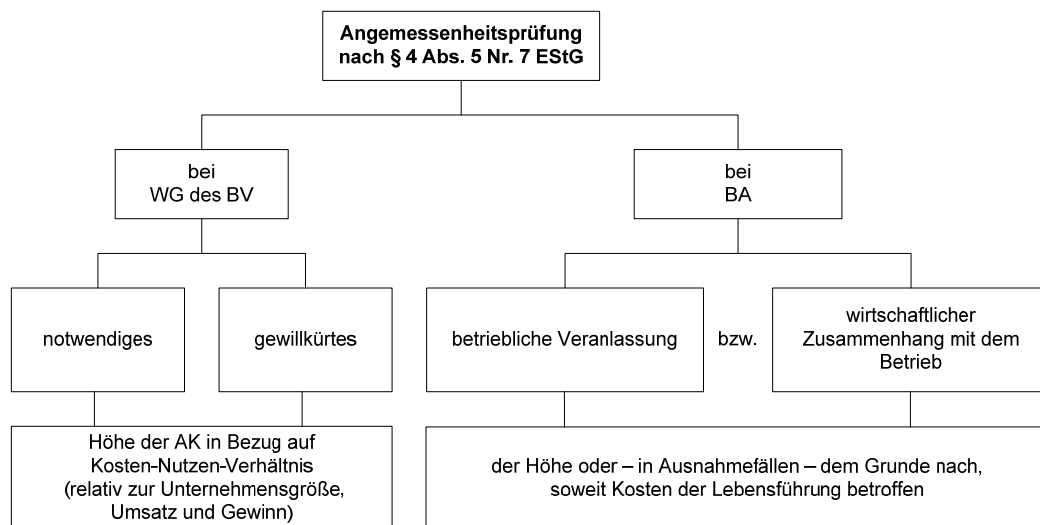 Angemessenheitsprüfung
nach § 4 Abs. 5 Nr. 7 EStG
bei
WG des BV
bei
BA
notwendiges
gewillkürtes
betriebliche Veranlassung
bzw.
wirtschaftlicher
Zusammenhang mit dem
Betrieb
Höhe der AK in Bezug auf
Kosten-Nutzen-Verhältnis
(relativ zur Unternehmensgröße,
Umsatz und Gewinn)
der Höhe oder – in Ausnahmefällen – dem Grunde nach,
soweit Kosten der Lebensführung betroffen